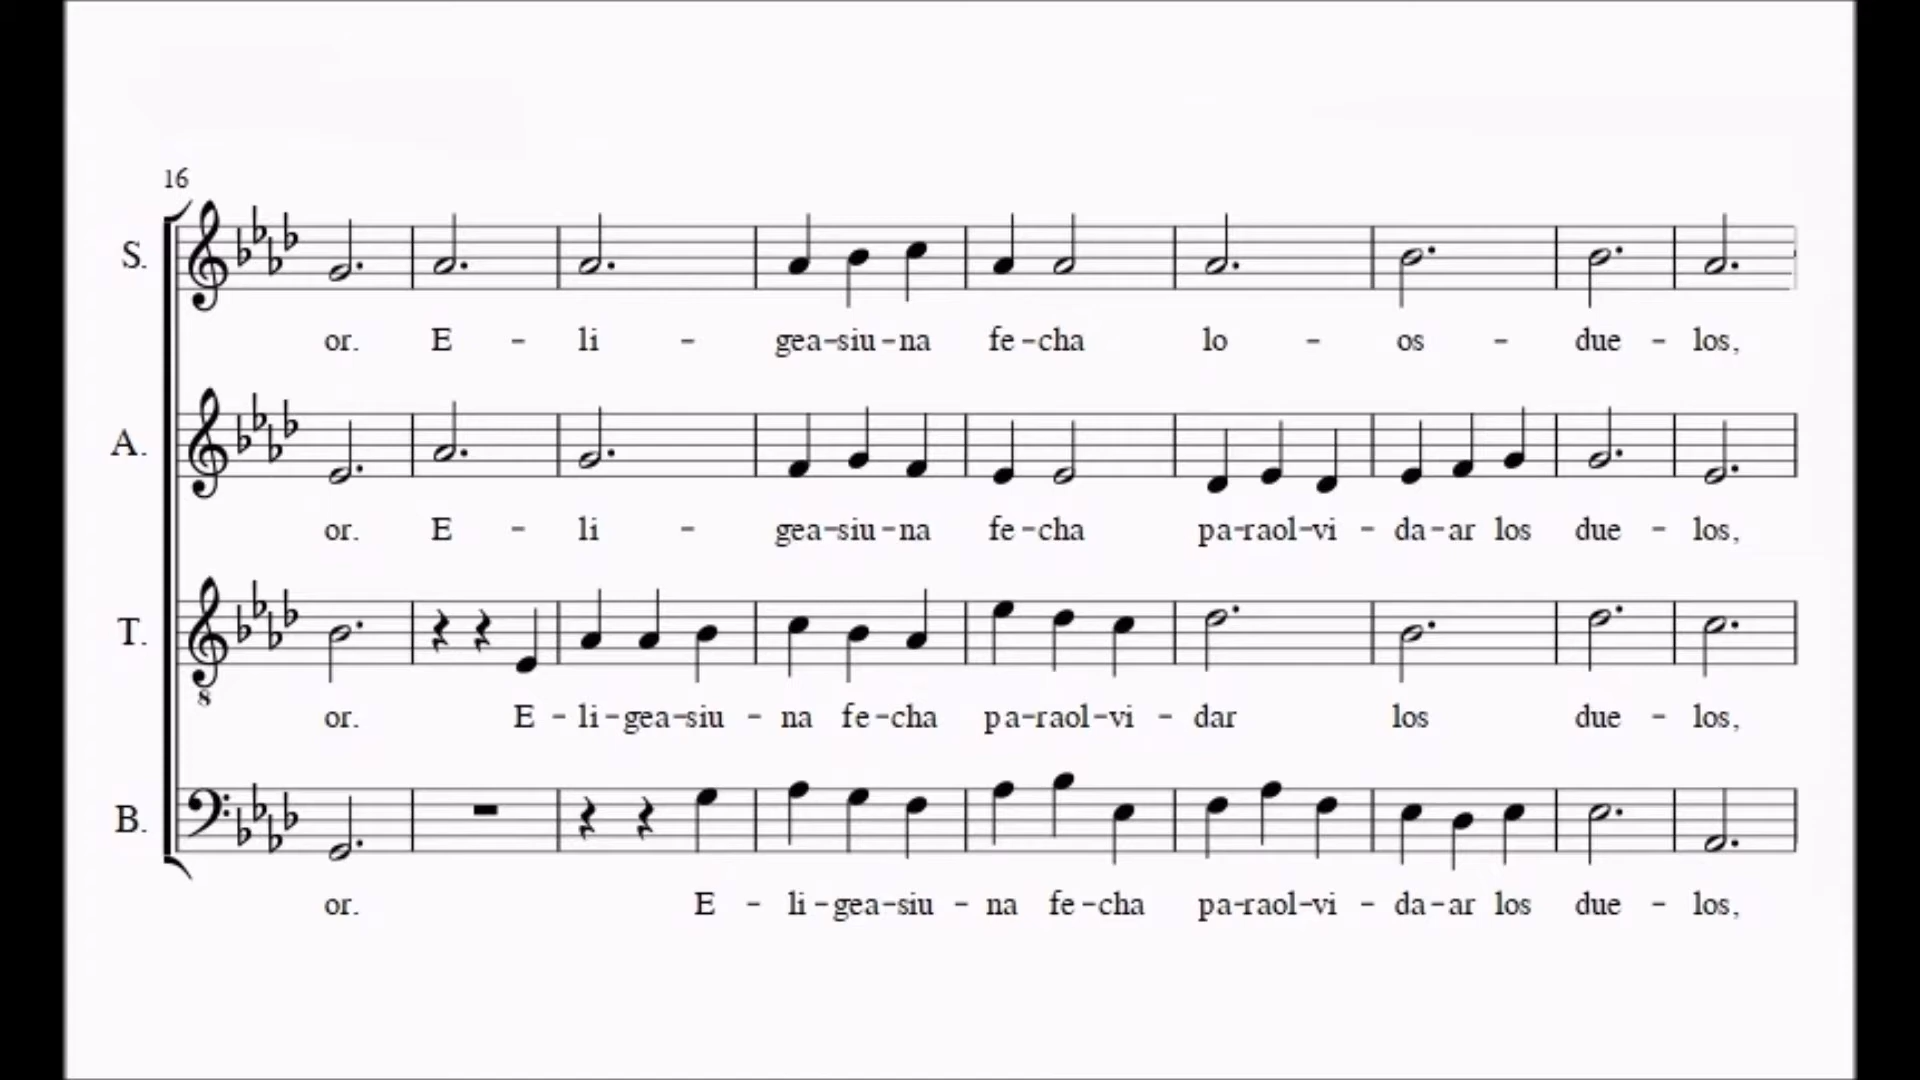 16
S.
or. E - li - gea-siu-na fe-cha lo - os - due - los,
A.
or. E - li - gea-siu-na fe-cha pa-raol-vi - da-ar los due - los,
T.
8
or. E - li-gea-siu - na fe-cha pa-raol-vi - dar los due - los,
B.
or. E - li-gea-siu - na fe-cha pa-raol-vi - da-ar los due - los,